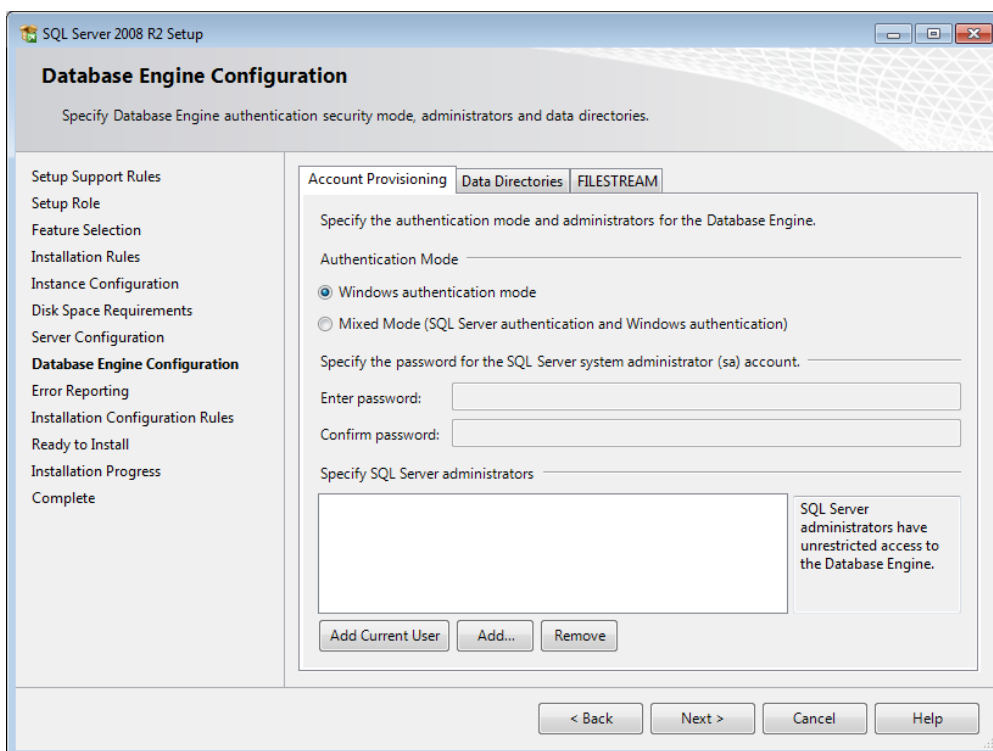 SQL Server 2008 R2 Setup
Database Engine Configuration
Specify Database Engine authentication security mode, administrators and data directories.
Setup Support Rules
Setup Role
Feature Selection
Installation Rules
Instance Configuration
Disk Space Requirements
Server Configuration
Database Engine Configuration
Error Reporting
Installation Configuration Rules
Ready to Install
Installation Progress
Complete
Account Provisioning Data Directories FILESTREAM
Specify the authentication mode and administrators for the Database Engine.
Authentication Mode
Windows authentication mode
Mixed Mode (SQL Server authentication and Windows authentication)
Specify the password for the SQL Server system administrator (sa) account.
Enter password:
Confirm password:
Specify SQL Server administrators
SQL Server
administrators have
unrestricted access to
the Database Engine.
Add Current User Add... Remove
< Back Next > Cancel Help